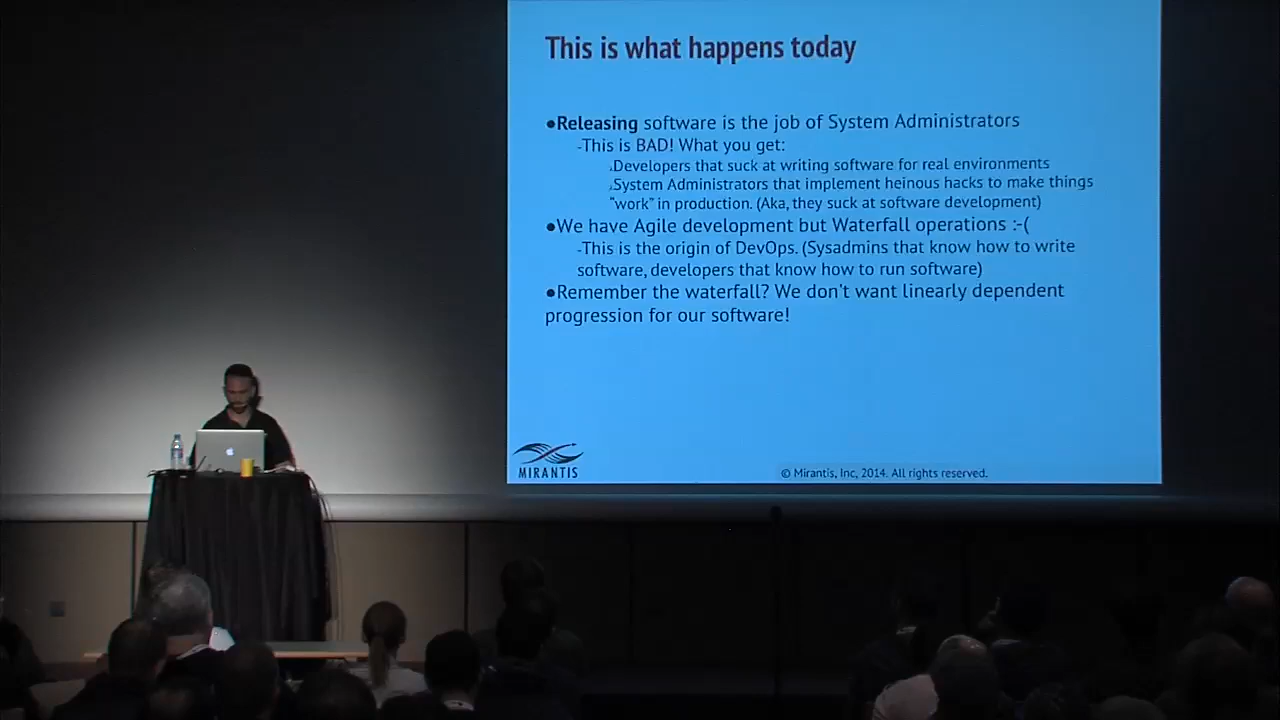 This is what happens today
●Releasing software is the job of System Administrators
-This is BAD! What you get:
Developers that suck at writing software for real environments
System Administrators that implement heinous hacks to make things
"work" in production. (Aka, they suck at software development)
●We have Agile development but Waterfall operations :-(
-This is the origin of DevOps. (Sysadmins that know how to write
software, developers that know how to run software)
●Remember the waterfall? We don't want linearly dependent
progression for our software!
MIRANTIS
© Mirantis, Inc, 2014. All rights reserved.